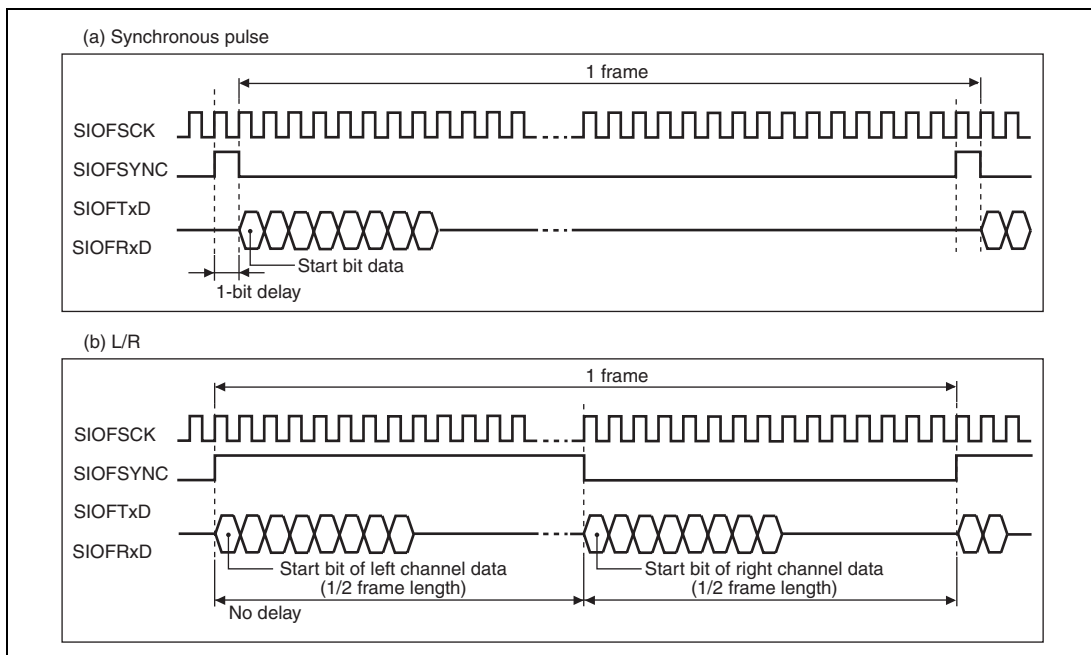 (a) Synchronous pulse
1 frame
SIOFSCK
SIOFSYNC
SIOFTxD
SIOFRxD
Start bit data
1-bit delay
(b) L/R
1 frame
SIOFSCK
SIOFSYNC
SIOFTxD
SIOFRxD
Start bit of left channel data
(1/2 frame length)
Start bit of right channel data
(1/2 frame length)
No delay